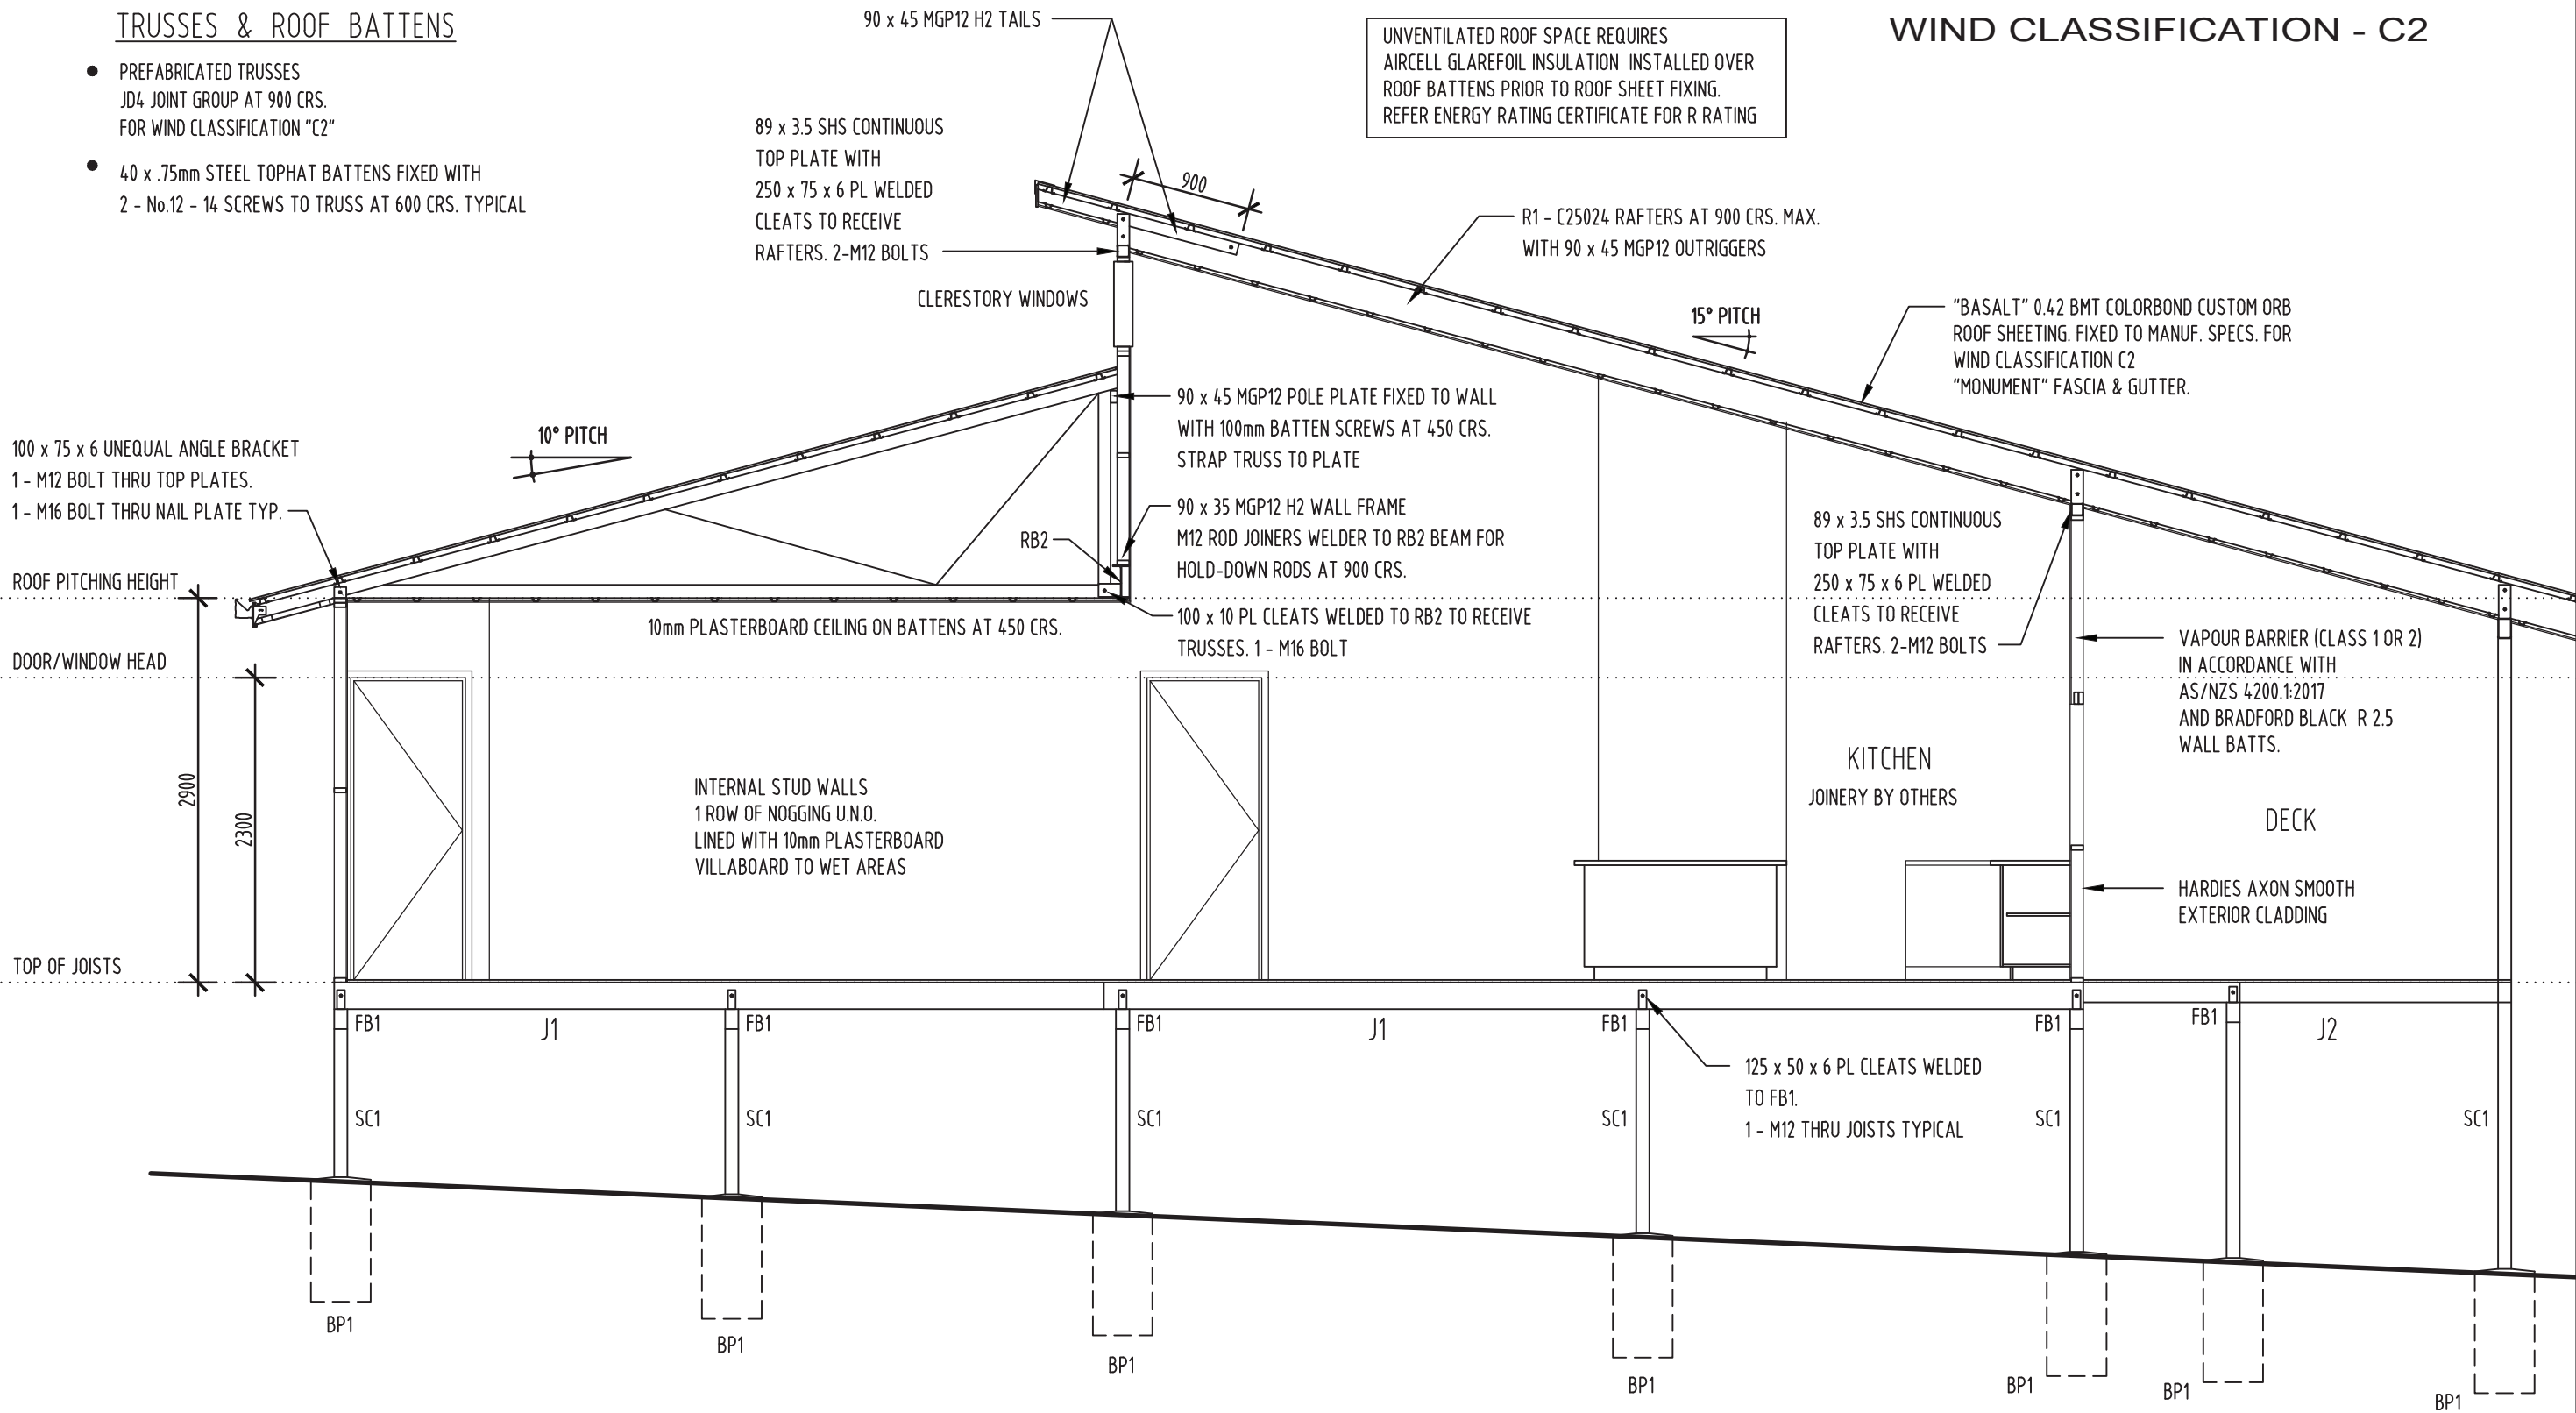 TRUSSES & ROOF BATTENS
PREFABRICATED TRUSSES
JD4 JOINT GROUP AT 900 CRS.
FOR WIND CLASSIFICATION "C2"
40 x .75mm STEEL TOPHAT BATTENS FIXED WITH
2 - No.12 - 14 SCREWS TO TRUSS AT 600 CRS. TYPICAL
90 x 45 MGP12 H2 TAILS
UNVENTILATED ROOF SPACE REQUIRES
AIRCELL GLAREFOIL INSULATION INSTALLED OVER
ROOF BATTENS PRIOR TO ROOF SHEET FIXING.
REFER ENERGY RATING CERTIFICATE FOR R RATING
WIND CLASSIFICATION - C2
89 x 3.5 SHS CONTINUOUS
TOP PLATE WITH
250 x 75 x 6 PL WELDED
CLEATS TO RECEIVE
RAFTERS. 2-M12 BOLTS
900
R1 - C25024 RAFTERS AT 900 CRS. MAX.
WITH 90 x 45 MGP12 OUTRIGGERS
CLERESTORY WINDOWS
15° PITCH
"BASALT" 0.42 BMT COLORBOND CUSTOM ORB
ROOF SHEETING. FIXED TO MANUF. SPECS. FOR
WIND CLASSIFICATION C2
"MONUMENT" FASCIA & GUTTER.
90 x 45 MGP12 POLE PLATE FIXED TO WALL
WITH 100mm BATTEN SCREWS AT 450 CRS.
STRAP TRUSS TO PLATE
10° PITCH
100 x 75 x 6 UNEQUAL ANGLE BRACKET
1 - M12 BOLT THRU TOP PLATES.
1 - M16 BOLT THRU NAIL PLATE TYP.
90 x 35 MGP12 H2 WALL FRAME
M12 ROD JOINERS WELDER TO RB2 BEAM FOR
HOLD-DOWN RODS AT 900 CRS.
RB2
89 x 3.5 SHS CONTINUOUS
TOP PLATE WITH
250 x 75 x 6 PL WELDED
CLEATS TO RECEIVE
RAFTERS. 2-M12 BOLTS
ROOF PITCHING HEIGHT
100 x 10 PL CLEATS WELDED TO RB2 TO RECEIVE
TRUSSES. 1 - M16 BOLT
10mm PLASTERBOARD CEILING ON BATTENS AT 450 CRS.
VAPOUR BARRIER (CLASS 1 OR 2)
IN ACCORDANCE WITH
AS/NZS 4200.1:2017
AND BRADFORD BLACK R 2.5
WALL BATTS.
DOOR/WINDOW HEAD
2900
2300
INTERNAL STUD WALLS
1 ROW OF NOGGING U.N.O.
LINED WITH 10mm PLASTERBOARD
VILLABOARD TO WET AREAS
KITCHEN
JOINERY BY OTHERS
DECK
HARDIES AXON SMOOTH
EXTERIOR CLADDING
TOP OF JOISTS
FB1
J1
FB1
FB1
J1
FB1
FB1
FB1
J2
125 x 50 x 6 PL CLEATS WELDED
TO FB1.
1 - M12 THRU JOISTS TYPICAL
SC1
SC1
SC1
SC1
SC1
SC1
BP1
BP1
BP1
BP1
BP1
BP1
BP1